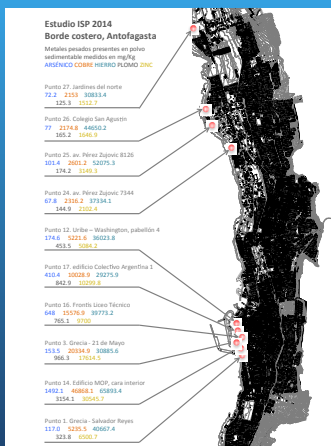 Estudio ISP 2014
Borde costero, Antofagasta
Metales pesados presentes en polvo
sedimentable medidos en mg/Kg
ARSÉNICO COBRE HIERRO PLOMO ZINC
Punto 27. Jardines del norte
72.2 2153 30833.4
125.3 1512.7
Punto 26. Colegio San Agustín
77 2174.8 44650.2
165.2 1646.9
Punto 25. av. Pérez Zujovic 8126
101.4 2601.2 52075.3
174.2 3149.3
Punto 24. av. Pérez Zujovic 7344
67.8 2316.2 37334.1
144.9 2102.4
Punto 12. Uribe – Washington, pabellón 4
174.6 5221.6 36023.8
453.5 5084.2
Punto 17. edificio Colectivo Argentina 1
410.4 10028.9 29275.9
842.9 10299.8
Punto 16. Frontis Liceo Técnico
648 15576.9 39773.2
765.1 9700
Punto 3. Grecia - 21 de Mayo
153.5 20334.9 30885.6
966.3 17614.5
Punto 14. Edificio MOP, cara interior
1492.1 46868.1 65893.4
3154.1 30545.7
Punto 1. Grecia - Salvador Reyes
117.0 5235.5 40667.4
323.8 6500.7